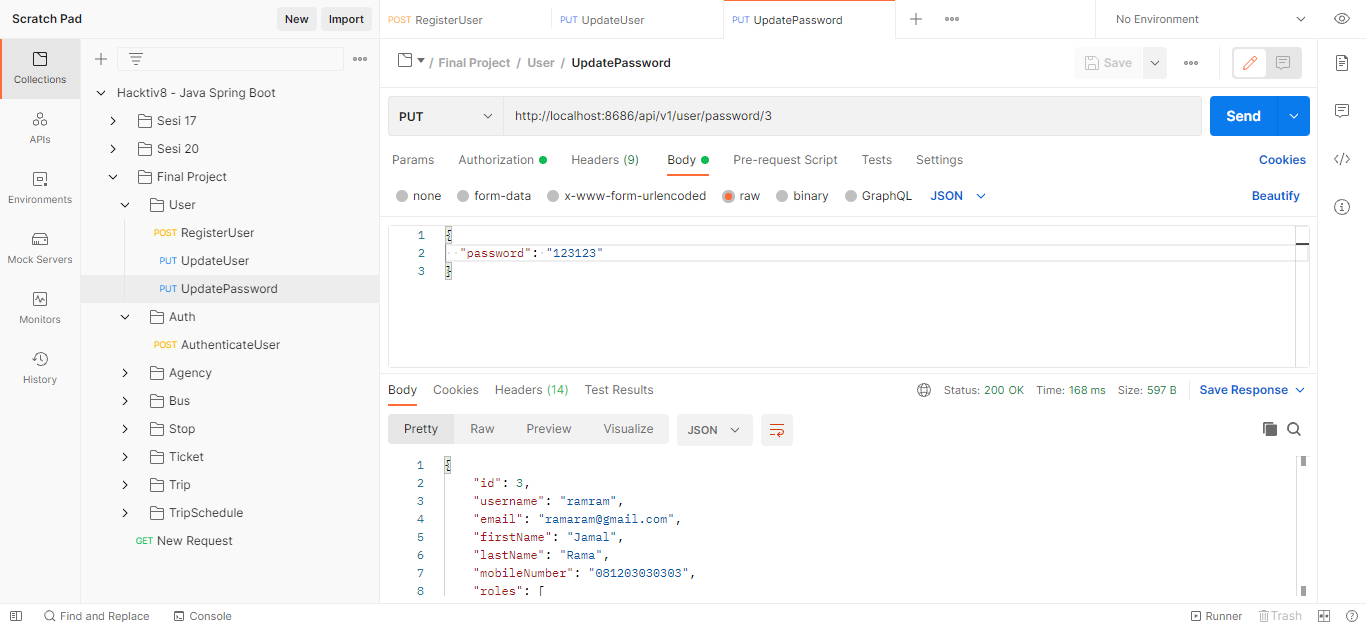 Scratch Pad
New
Import
POST RegisterUser
PUT UpdateUser
PUT UpdatePassword
No Environment
Collections
APIs
Environments
Mock Servers
Monitors
History
Hacktiv8 - Java Spring Boot
Sesi 17
Sesi 20
Final Project
User
POST RegisterUser
PUT UpdateUser
PUT UpdatePassword
Auth
POST AuthenticateUser
Agency
Bus
Stop
Ticket
Trip
TripSchedule
GET New Request
/ Final Project / User / UpdatePassword
Save
PUT
http://localhost:8686/api/v1/user/password/3
Send
Params Authorization Headers (9) Body Pre-request Script Tests Settings
Cookies
none form-data x-www-form-urlencoded raw binary GraphQL JSON
Beautify
1 {
2 "password": "123123"
3 }
Body Cookies Headers (14) Test Results
Status: 200 OK Time: 168 ms Size: 597 B
Save Response
Pretty Raw Preview Visualize
JSON
1 {
2 "id": 3,
3 "username": "ramram",
4 "email": "ramaram@gmail.com",
5 "firstName": "Jamal",
6 "lastName": "Rama",
7 "mobileNumber": "081203030303",
8 "roles": [
Find and Replace
Console
Runner
Trash